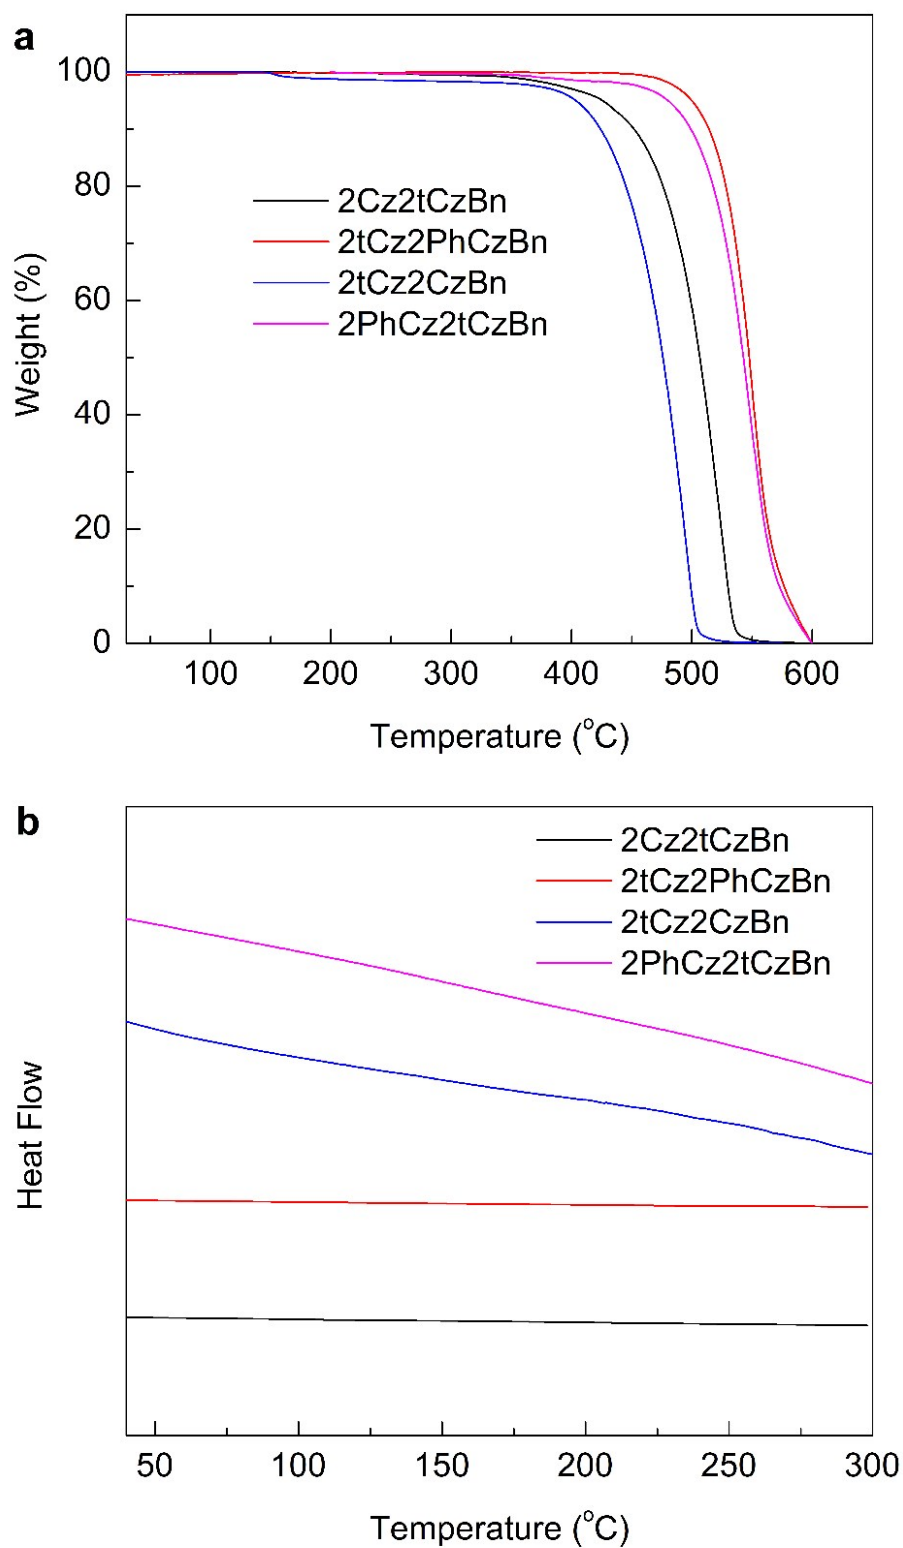 a
100
80
60
40
20
0
Weight (%)
2Cz2tCzBn
2tCz2PhCzBn
2tCz2CzBn
2PhCz2tCzBn
100 200 300 400 500 600
Temperature (°C)
b
2Cz2tCzBn
2tCz2PhCzBn
2tCz2CzBn
2PhCz2tCzBn
Heat Flow
50 100 150 200 250 300
Temperature (°C)